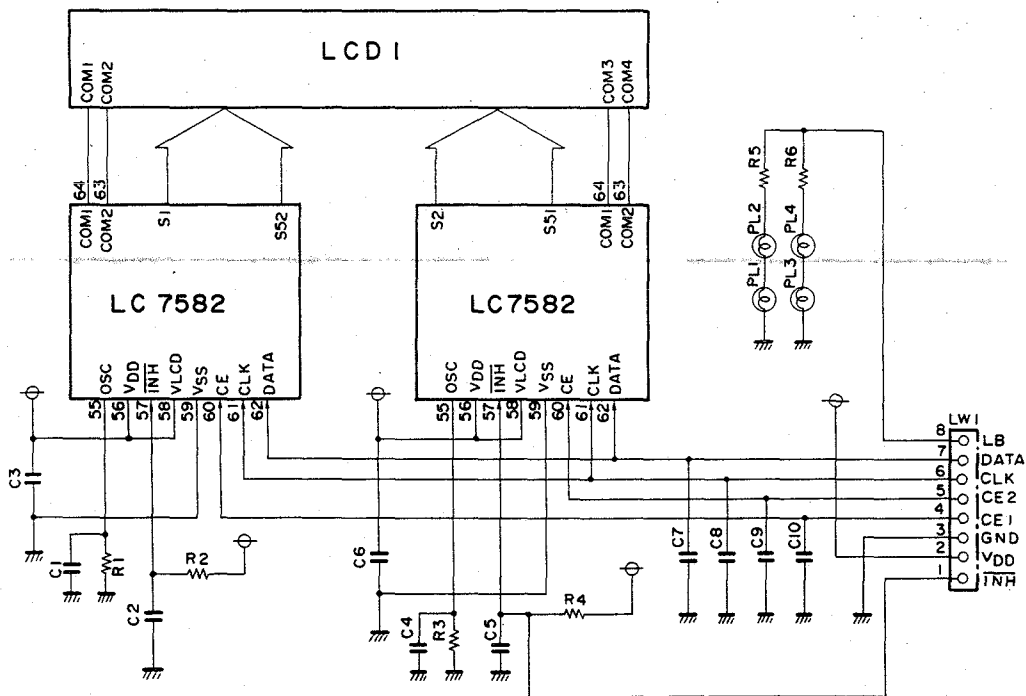 LCD1
COM1
COM2
COM3
COM4
64
63
64
63
COM1
COM2
S1
S52
S2
S51
COM1
COM2
LC 7582
LC7582
OSC
VDD
INH
VLCD
VSS
CE
CLK
DATA
55
56
57
58
59
60
61
62
OSC
VDD
INH
VLCD
VSS
CE
CLK
DATA
55
56
57
58
59
60
61
62
R5
R6
PL2
PL4
PL1
PL3
C3
C1
R1
R2
C2
C6
C4
R3
C5
R4
C7
C8
C9
C10
LW1
8 LB
7 DATA
6 CLK
5 CE2
4 CE1
3 GND
2 VDD
1 INH